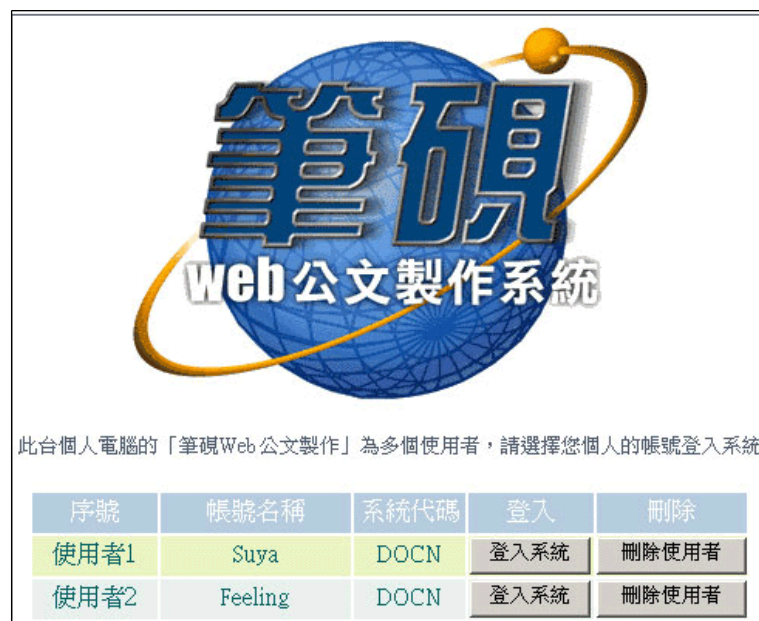 筆硯
web公文製作系統
此台個人電腦的「筆硯Web公文製作」為多個使用者，請選擇您個人的帳號登入系統
序號 帳號名稱 系統代碼 登入 刪除
使用者1 Suya DOCN 登入系統 刪除使用者
使用者2 Feeling DOCN 登入系統 刪除使用者